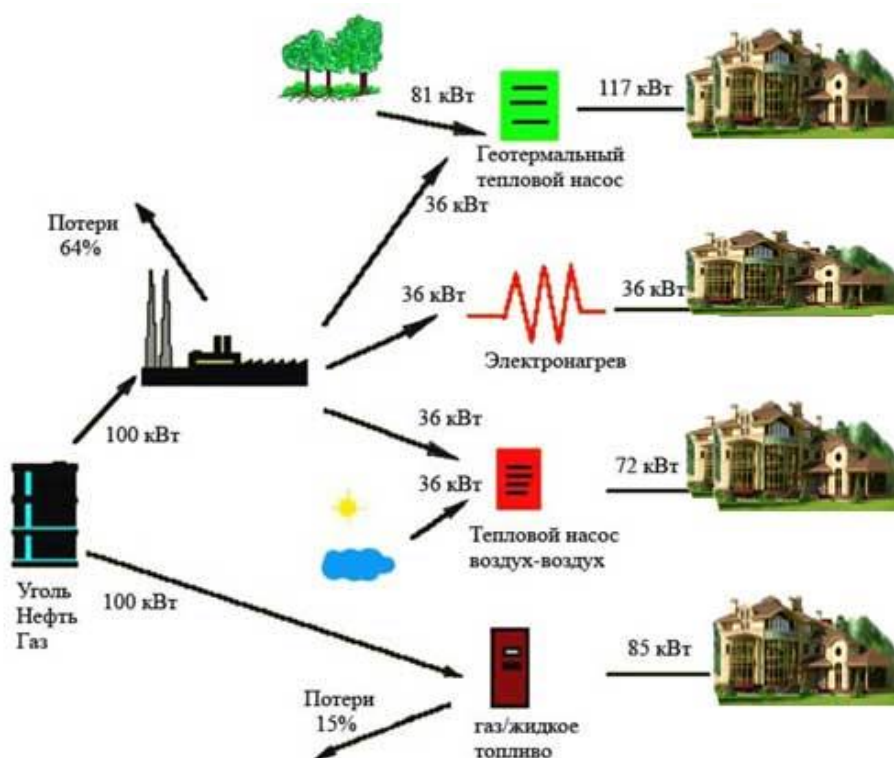 81 кВт
117 кВт
Геотермальный
тепловой насос
Потери
64%
36 кВт
36 кВт
36 кВт
Электронагрев
100 кВт
36 кВт
36 кВт
72 кВт
Тепловой насос
воздух-воздух
Уголь
Нефть
Газ
100 кВт
85 кВт
Потери
15%
газ/жидкое
топливо